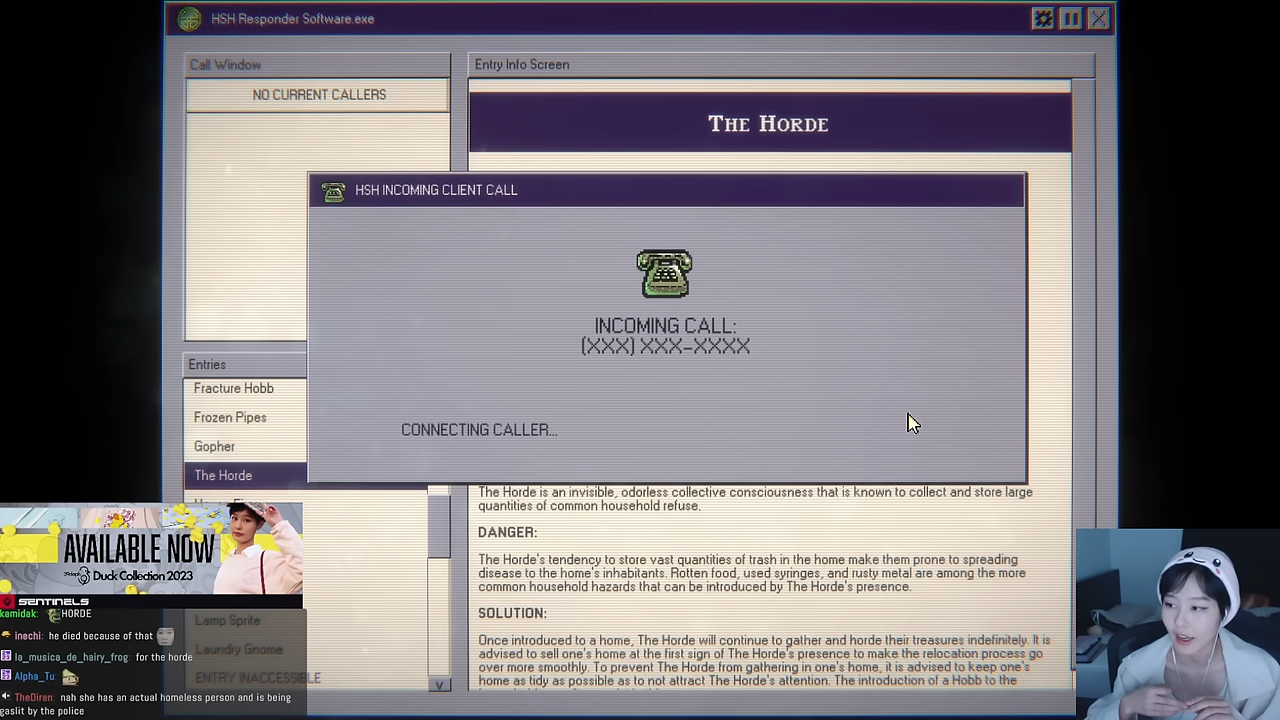 HSH Responder Software.exe
Call Window
NO CURRENT CALLERS
Entry Info Screen
THE HORDE
HSH INCOMING CLIENT CALL
INCOMING CALL:
(XXX) XXX-XXXX
CONNECTING CALLER...
Entries
Fracture Hobb
Frozen Pipes
Gopher
The Horde
Lamp Sprite
Laundry Gnome
ENTRY INACCESSIBLE
The Horde is an invisible, odorless collective consciousness that is known to collect and store large
quantities of common household refuse.
DANGER:
The Horde's tendency to store vast quantities of trash in the home make them prone to spreading
disease to the home's inhabitants. Rotten food, used syringes, and rusty metal are among the more
common household hazards that can be introduced by The Horde's presence.
SOLUTION:
Once introduced to a home, The Horde will continue to gather and horde their treasures indefinitely. It is
advised to sell one's home at the first sign of The Horde's presence to make the relocation process go
over more smoothly. To prevent The Horde from gathering in one's home, it is advised to keep one's
home as tidy as possible as to not attract The Horde's attention. The introduction of a Hobb to the
AVAILABLE NOW
Duck Collection 2023
SENTINELS
kamidak: HORDE
inechi: he died because of that
la_musica_de_hairy_frog: for the horde
Alpha_Tu:
TheDiren: nah she has an actual homeless person and is being
gaslit by the police